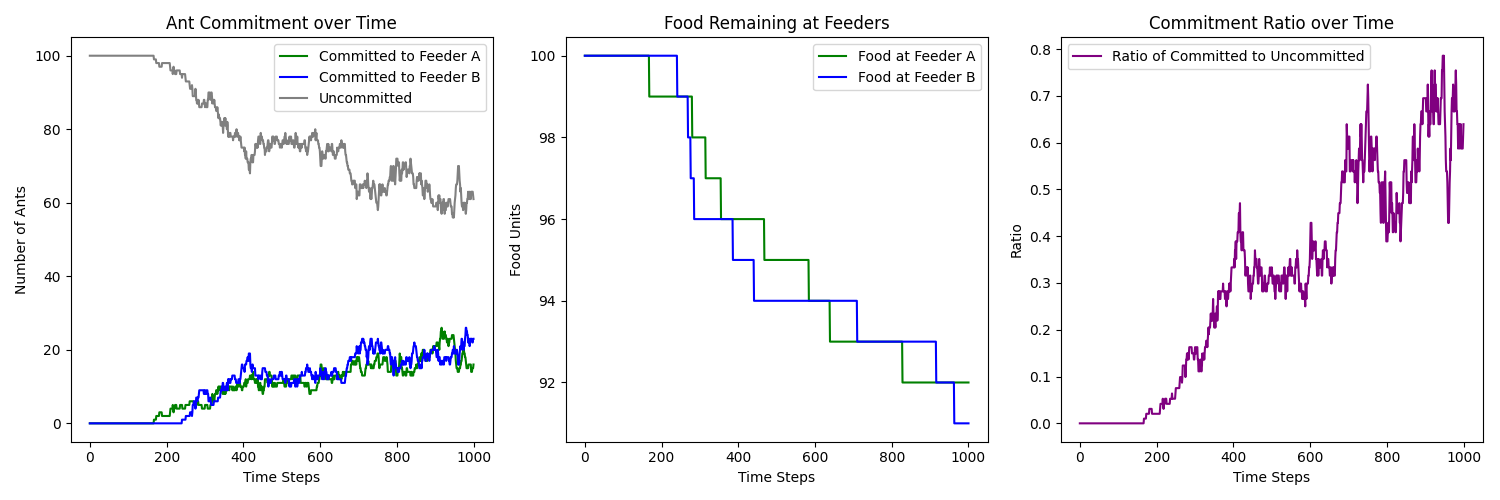 Ant Commitment over Time
Number of Ants
100
80
60
40
20
0
Committed to Feeder A
Committed to Feeder B
Uncommitted
0 200 400 600 800 1000
Time Steps
Food Remaining at Feeders
Food Units
100
98
96
94
92
Food at Feeder A
Food at Feeder B
0 200 400 600 800 1000
Time Steps
Commitment Ratio over Time
Ratio
0.8
0.7
0.6
0.5
0.4
0.3
0.2
0.1
0.0
Ratio of Committed to Uncommitted
0 200 400 600 800 1000
Time Steps